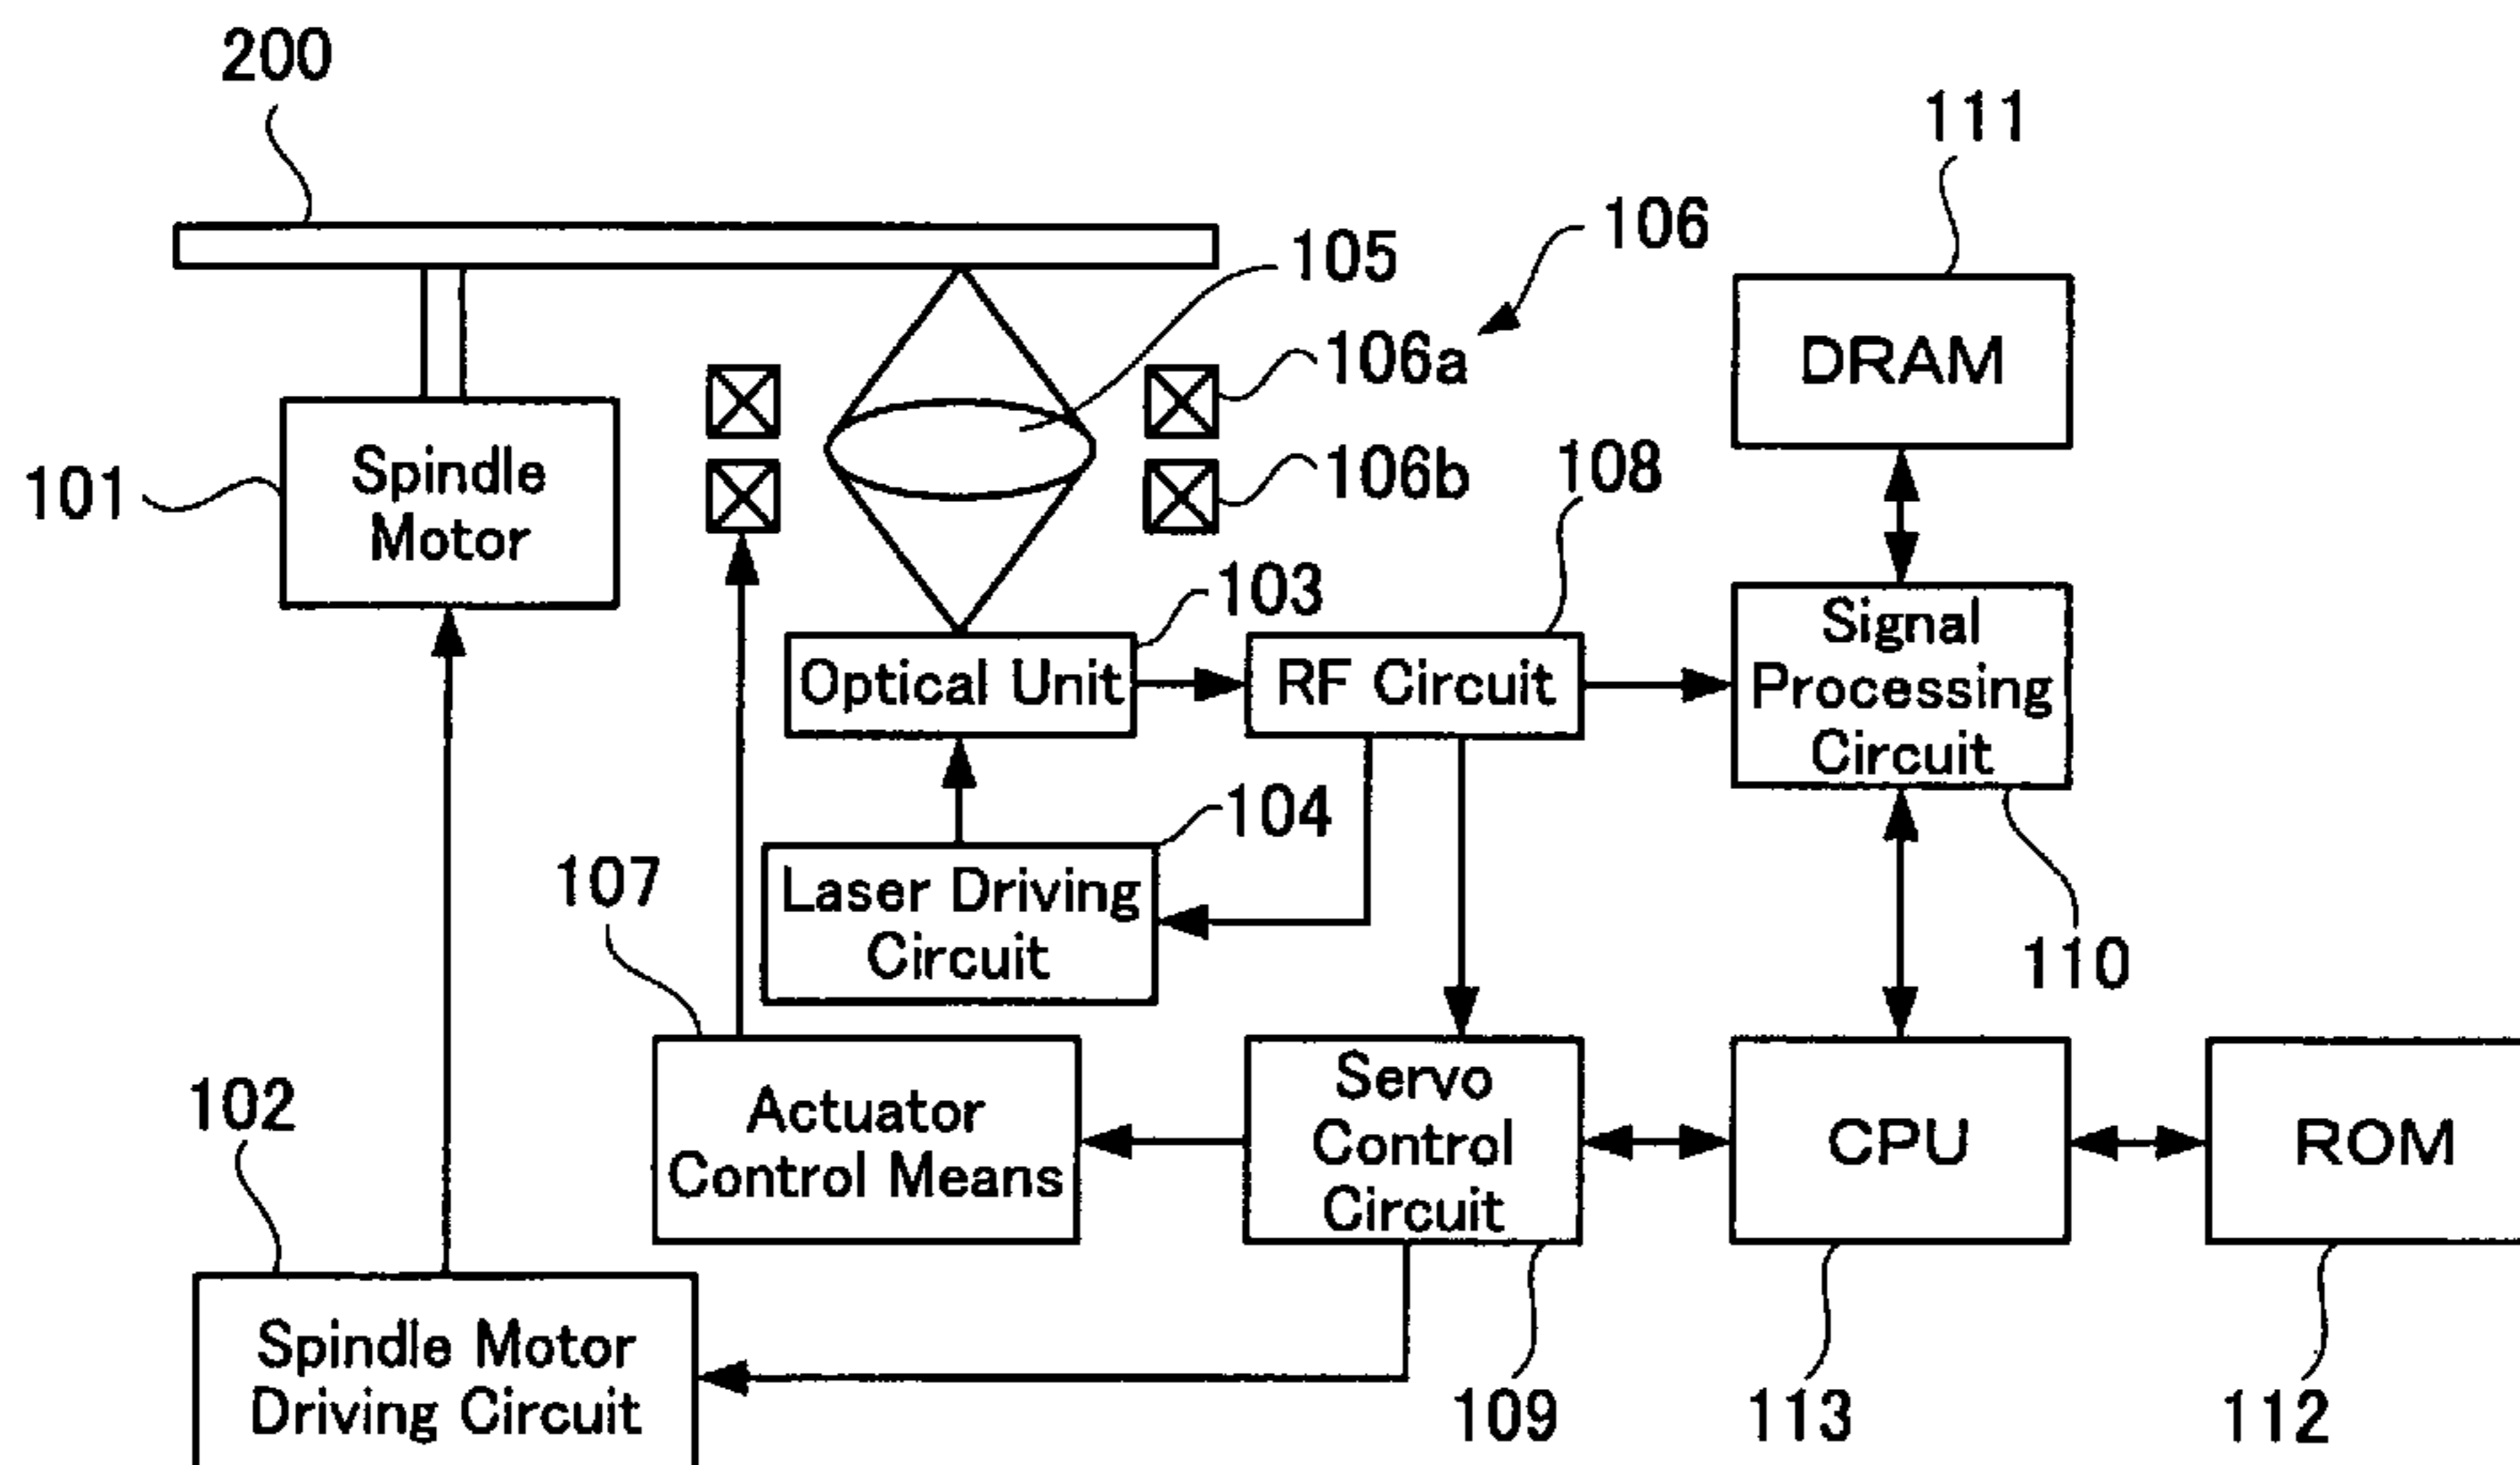 200
111
106
105
106a
DRAM
106b
108
101
Spindle
Motor
103
Signal
Processing
Circuit
Optical Unit
RF Circuit
104
107
Laser Driving
Circuit
110
102
Actuator
Control Means
Servo
Control
Circuit
CPU
ROM
Spindle Motor
Driving Circuit
109
113
112